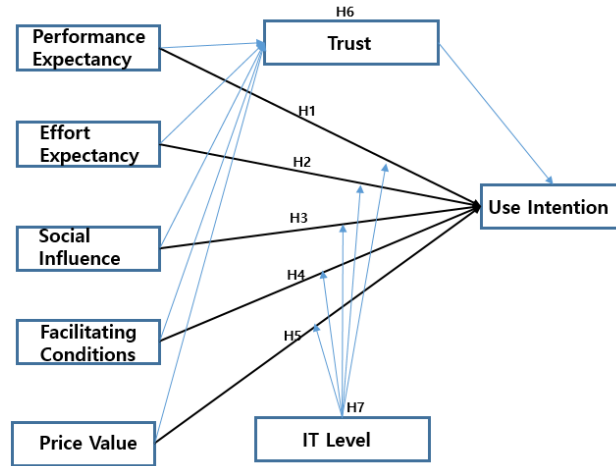 H6
Performance
Expectancy
Trust
H1
Effort
Expectancy
H2
Use Intention
H3
Social
Influence
H4
Facilitating
Conditions
H5
H7
Price Value
IT Level